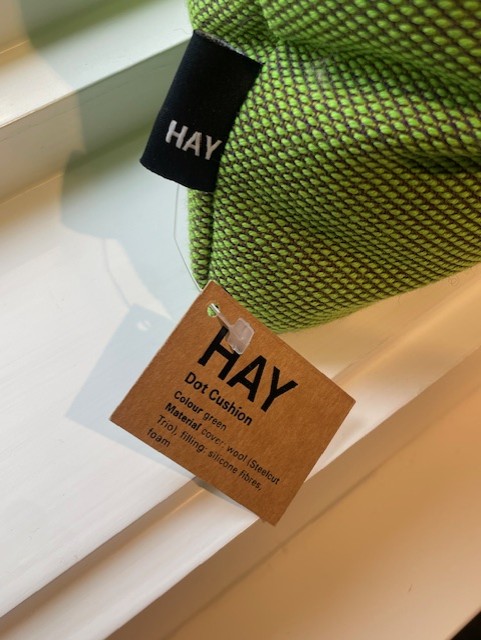 HAY
HAY
Dot Cushion
Colour green
Material cover: wool (Steelcut
Trio), filling: silicone fibres,
foam